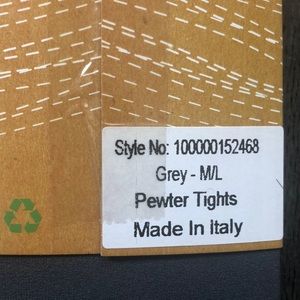 Style No: 100000152468
Grey - M/L
Pewter Tights
Made In Italy